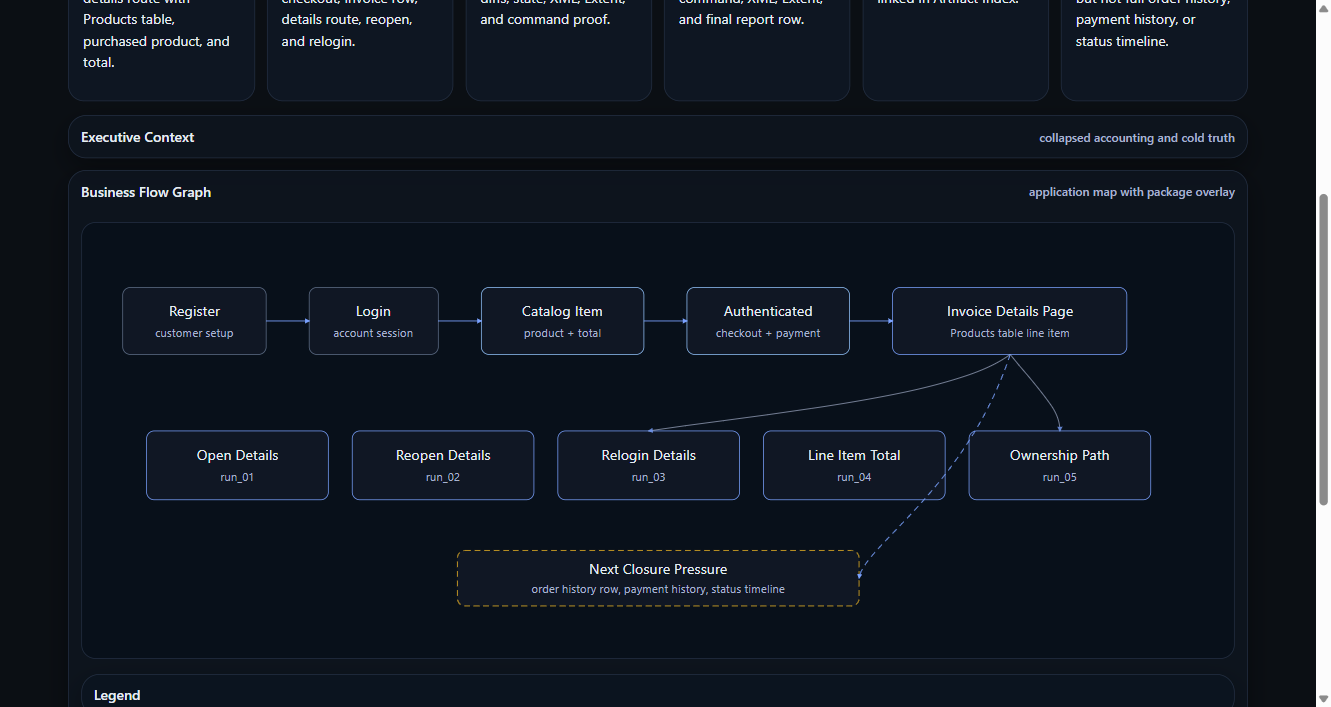 details route with
Products table,
purchased product, and
total.
checkout, invoice row,
details route, reopen,
and relogin.
dirs, state, XML, Extent,
and command proof.
command, XML, Extent,
and final report row.
linked in Artifact Index.
but not full order history,
payment history, or
status timeline.
Executive Context
collapsed accounting and cold truth
Business Flow Graph
application map with package overlay
Register
customer setup
Login
account session
Catalog Item
product + total
Authenticated
checkout + payment
Invoice Details Page
Products table line item
Open Details
run_01
Reopen Details
run_02
Relogin Details
run_03
Line Item Total
run_04
Ownership Path
run_05
Next Closure Pressure
order history row, payment history, status timeline
Legend